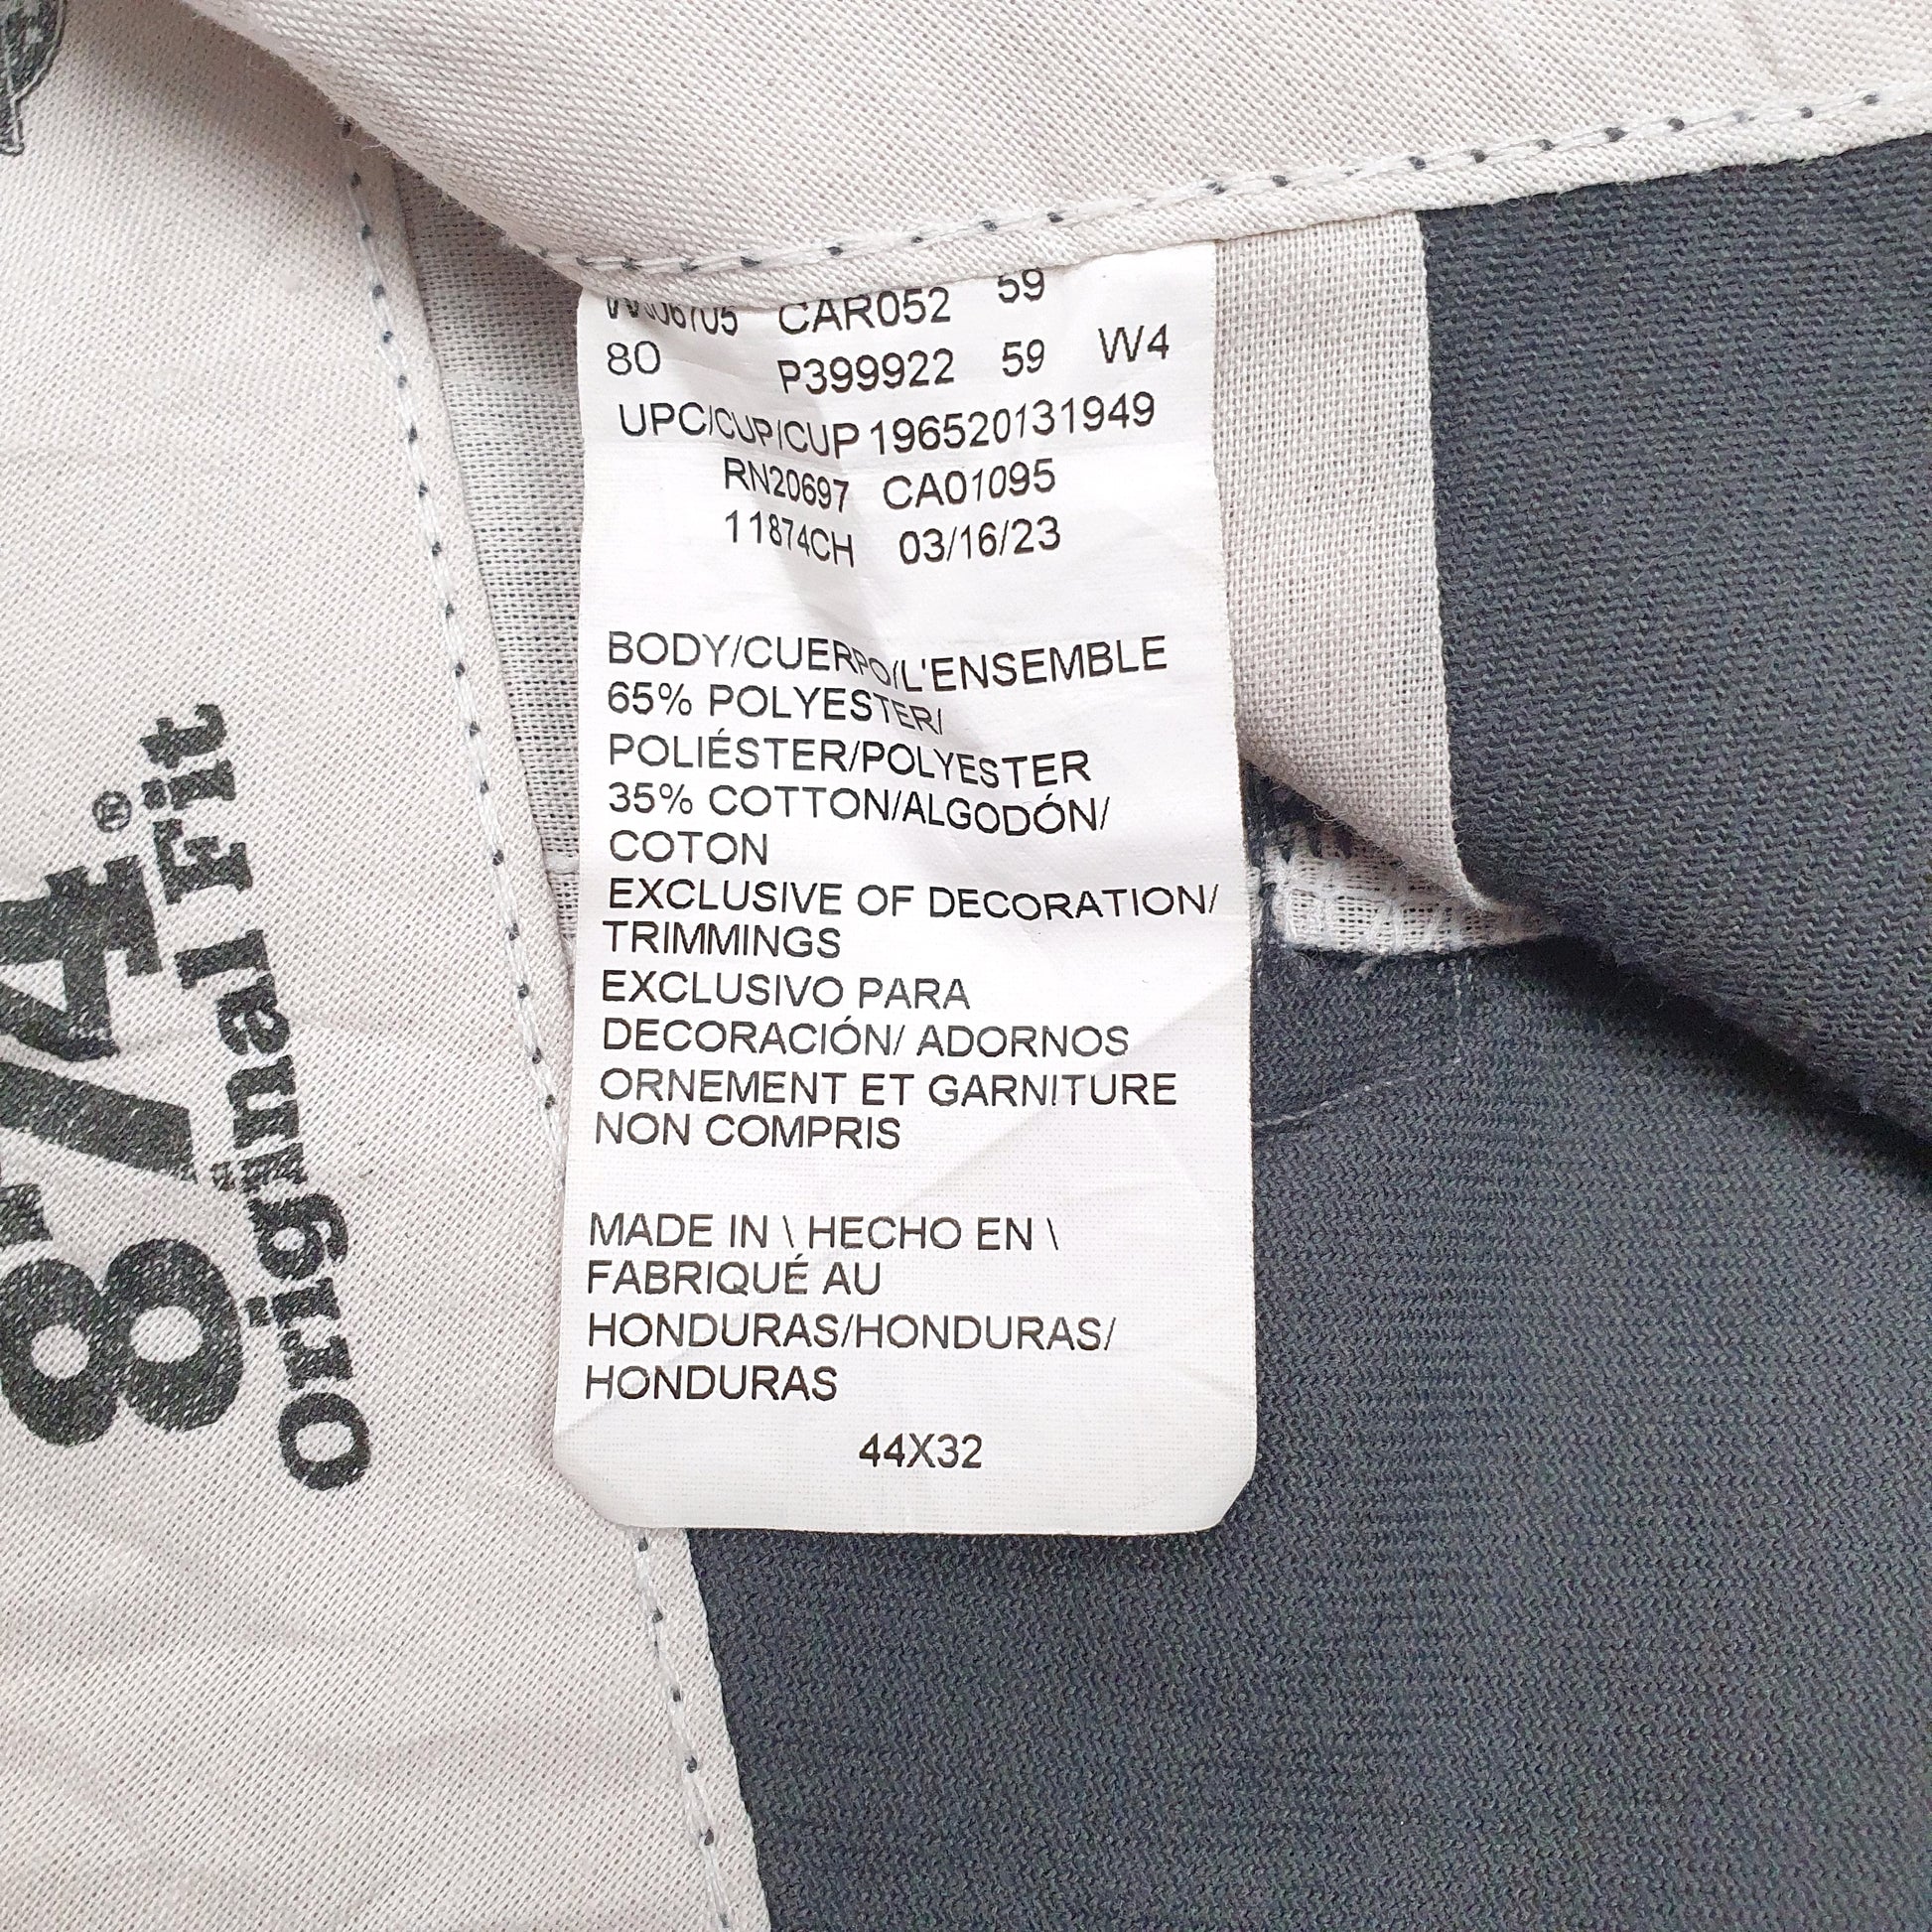 CAR052 59
80 P399922 59 W4
UPC/CUP/CUP 196520131949
RN20697 CA01095
11874CH 03/16/23
BODY/CUERPO/L'ENSEMBLE
65% POLYESTER/
POLIÉSTER/POLYESTER
35% COTTON/ALGODÓN/
COTON
EXCLUSIVE OF DECORATION/
TRIMMINGS
EXCLUSIVO PARA
DECORACIÓN/ ADORNOS
ORNEMENT ET GARNITURE
NON COMPRIS
MADE IN \ HECHO EN \
FABRIQUÉ AU
HONDURAS/HONDURAS/
HONDURAS
44X32
874®
Original Fit